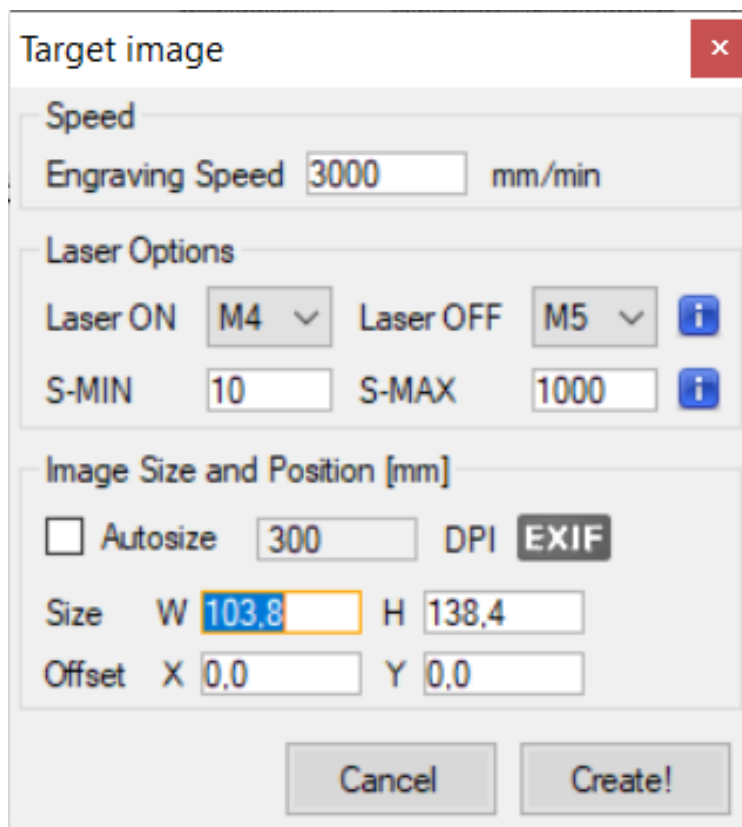 Target image
Speed
Engraving Speed 3000 mm/min
Laser Options
Laser ON M4 Laser OFF M5
S-MIN 10 S-MAX 1000
Image Size and Position [mm]
Autosize 300 DPI EXIF
Size W 103,8 H 138,4
Offset X 0,0 Y 0,0
Cancel Create!